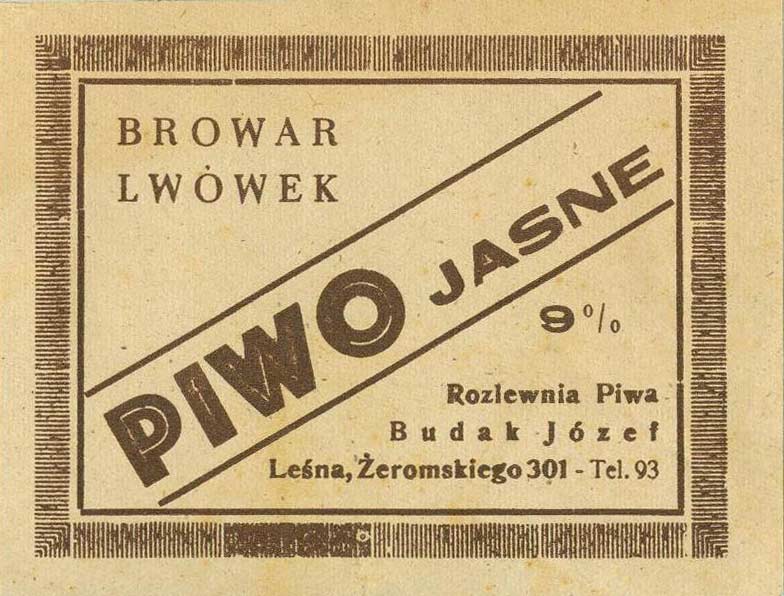 BROWAR
LWÓWEK
PIWO JASNE
9%
Rozlewnia Piwa
Budak Józef
Leśna, Żeromskiego 301 - Tel. 93